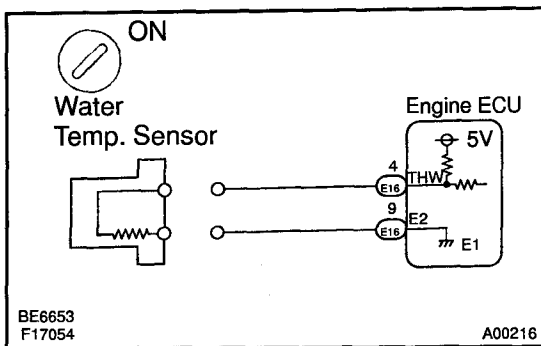 ON
Water
Temp. Sensor
Engine ECU
5V
4
THW
E16
9
E2
E16
E1
BE6653
F17054
A00216